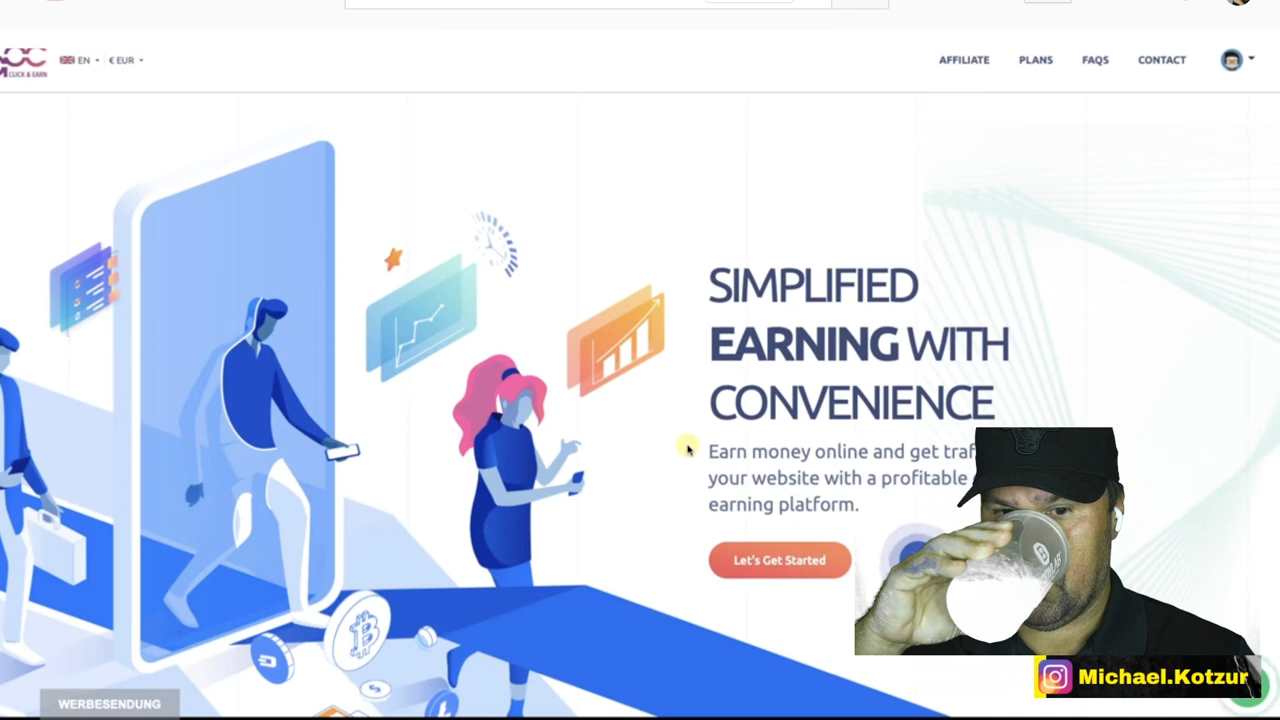 CLICK & EARN
EN
€ EUR
AFFILIATE
PLANS
FAQS
CONTACT
SIMPLIFIED
EARNING WITH
CONVENIENCE
Earn money online and get
your website with a profitable
earning platform.
Let's Get Started
Michael.Kotzur
WERBESENDUNG